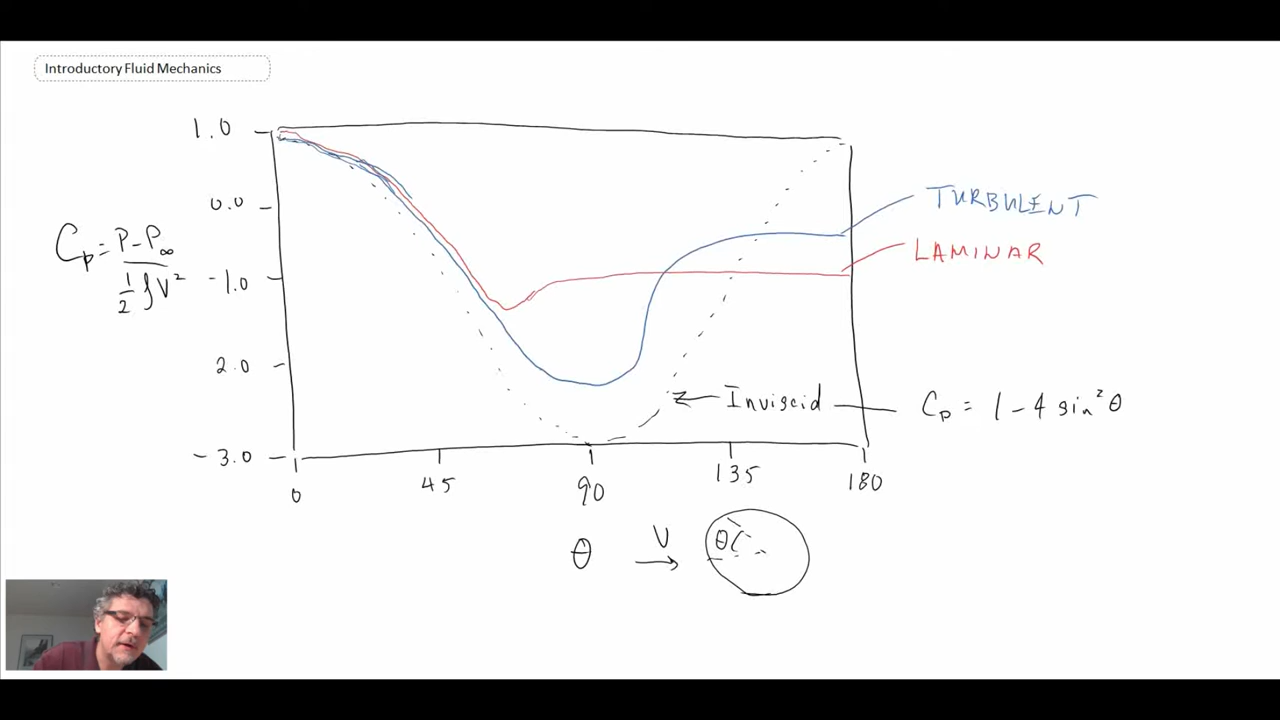 Introductory Fluid Mechanics
1.0
0.0
-1.0
2.0
-3.0
Cp = P - P∞
1/2 ρV²
TURBULENT
LAMINAR
Inviscid
Cp = 1 - 4 sin²θ
0
45
90
135
180
θ
V
θ